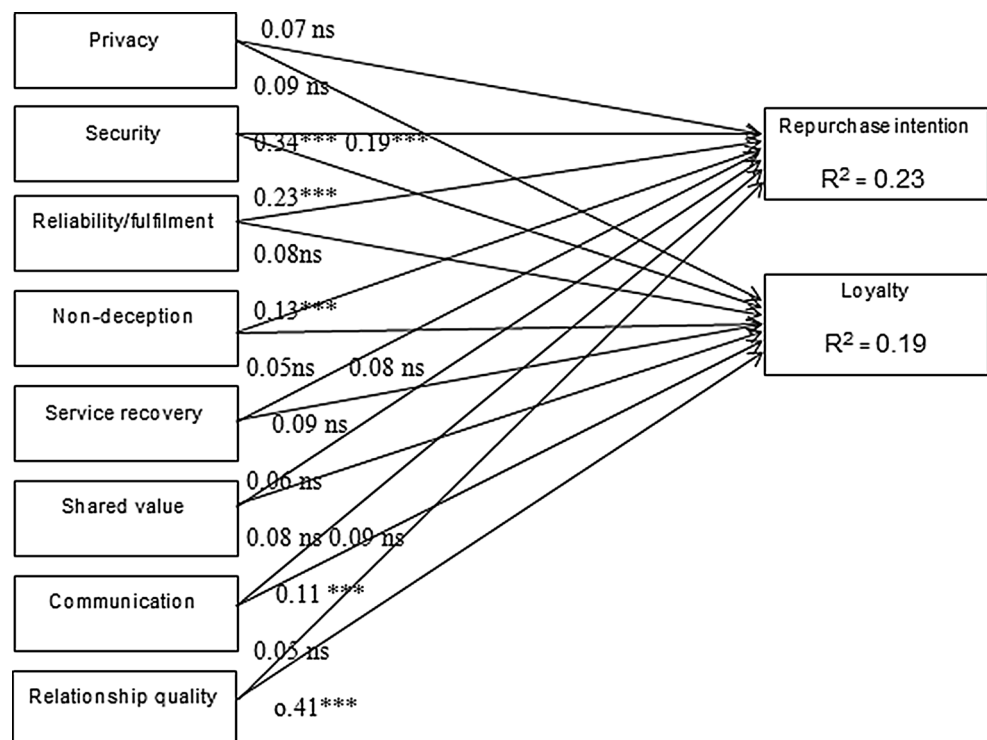 Privacy
0.07 ns
0.09 ns
Security
0.34*** 0.19***
Repurchase intention
R² = 0.23
Reliability/fulfilment
0.23***
0.08ns
Non-deception
0.13***
Loyalty
R² = 0.19
0.05ns 0.08 ns
Service recovery
0.09 ns
0.06 ns
Shared value
0.08 ns 0.09 ns
Communication
0.11 ***
0.05 ns
Relationship quality
o.41***